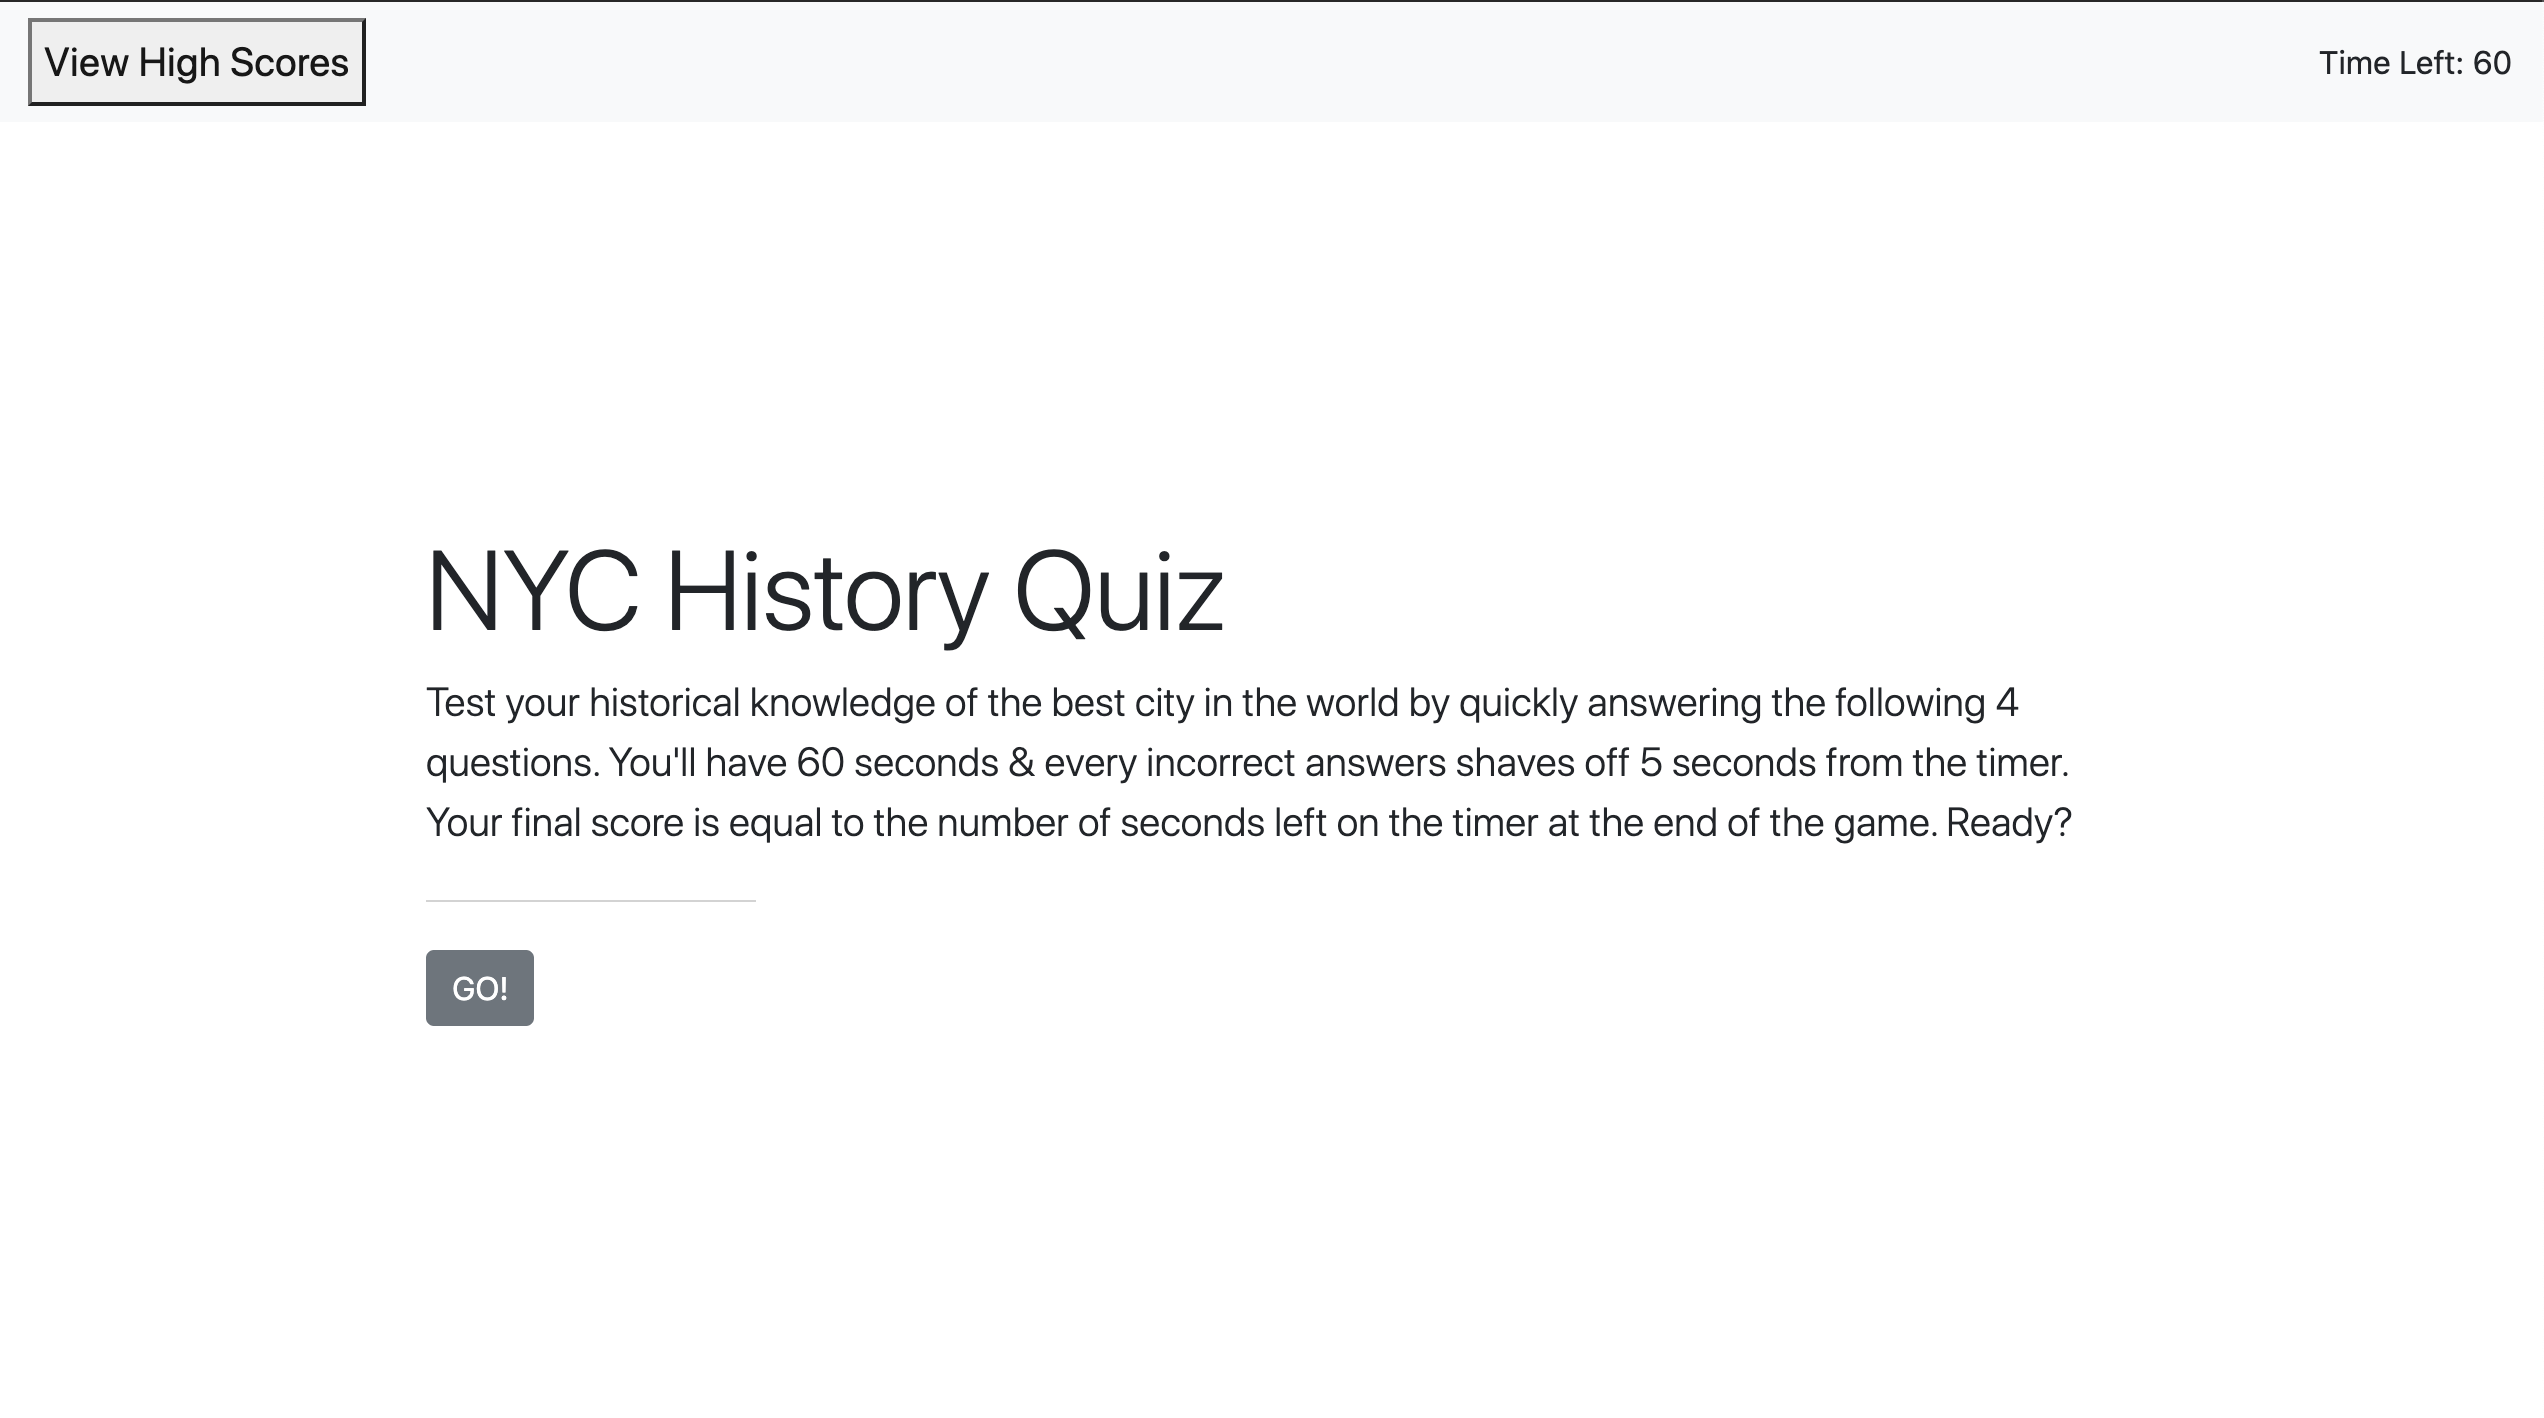 View High Scores
Time Left: 60
NYC History Quiz
Test your historical knowledge of the best city in the world by quickly answering the following 4
questions. You'll have 60 seconds & every incorrect answers shaves off 5 seconds from the timer.
Your final score is equal to the number of seconds left on the timer at the end of the game. Ready?
GO!